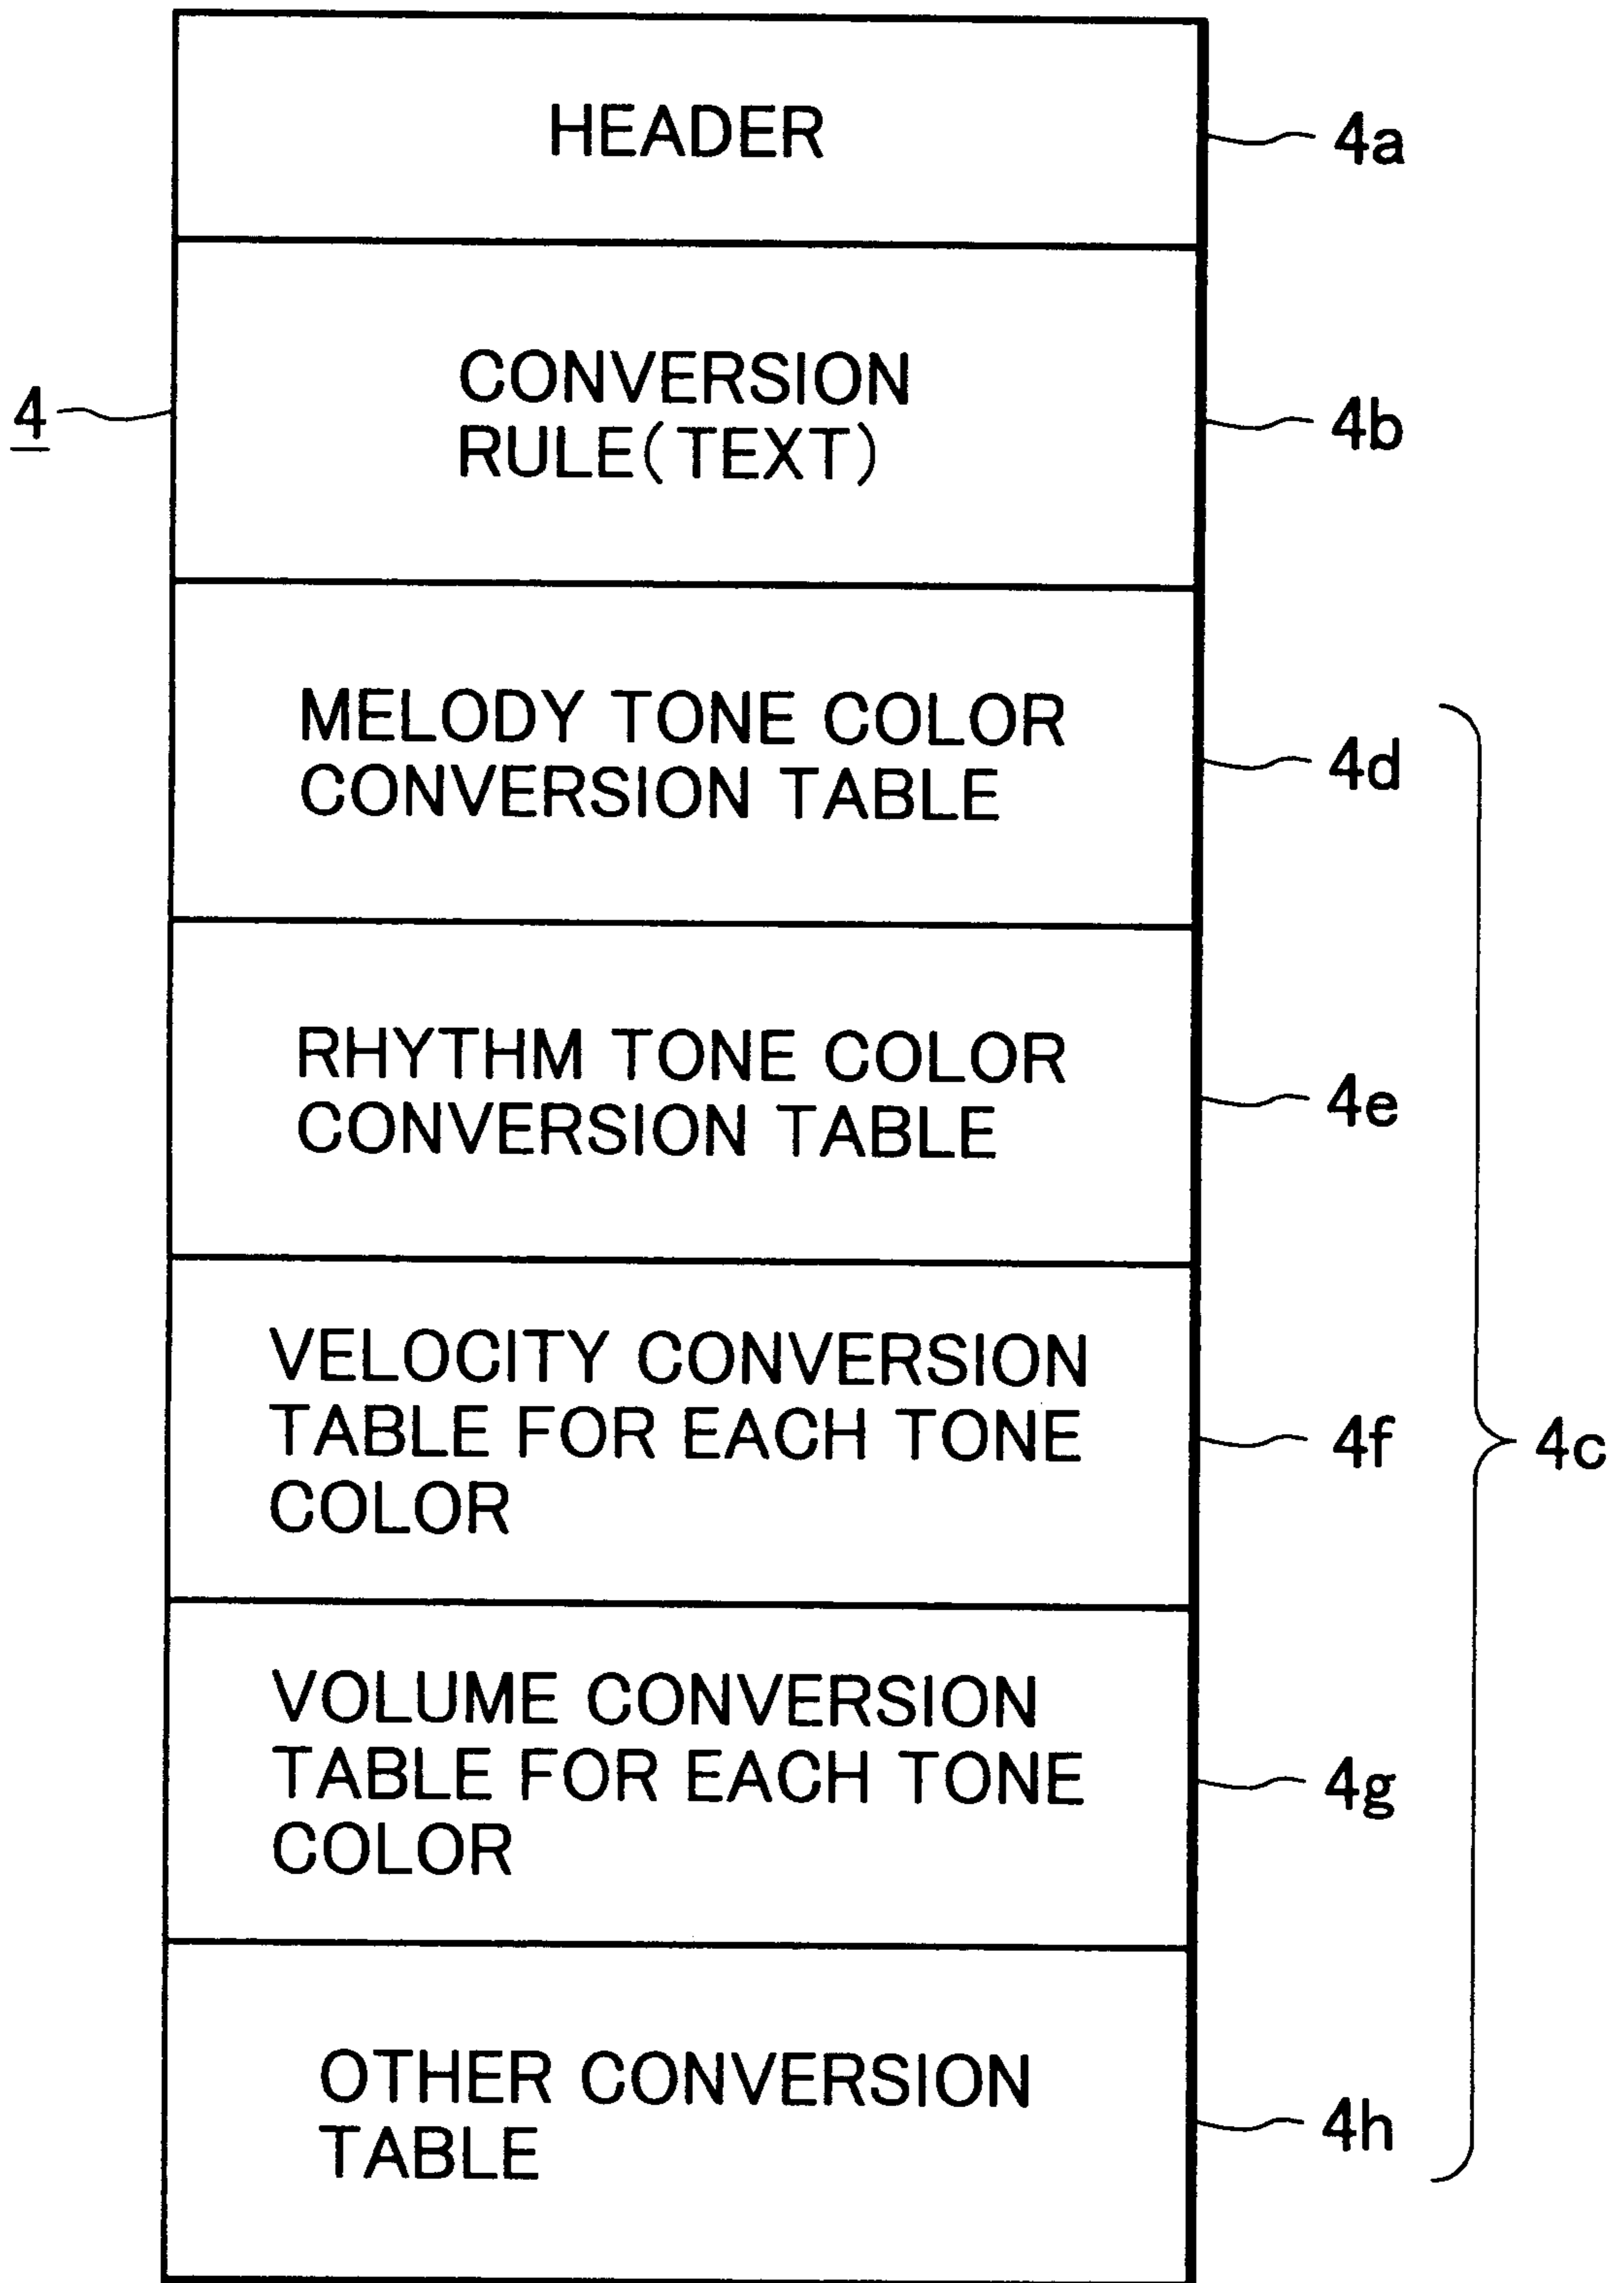 HEADER
4a
4
CONVERSION
RULE(TEXT)
4b
MELODY TONE COLOR
CONVERSION TABLE
4d
RHYTHM TONE COLOR
CONVERSION TABLE
4e
VELOCITY CONVERSION
TABLE FOR EACH TONE
COLOR
4f
4c
VOLUME CONVERSION
TABLE FOR EACH TONE
COLOR
4g
OTHER CONVERSION
TABLE
4h